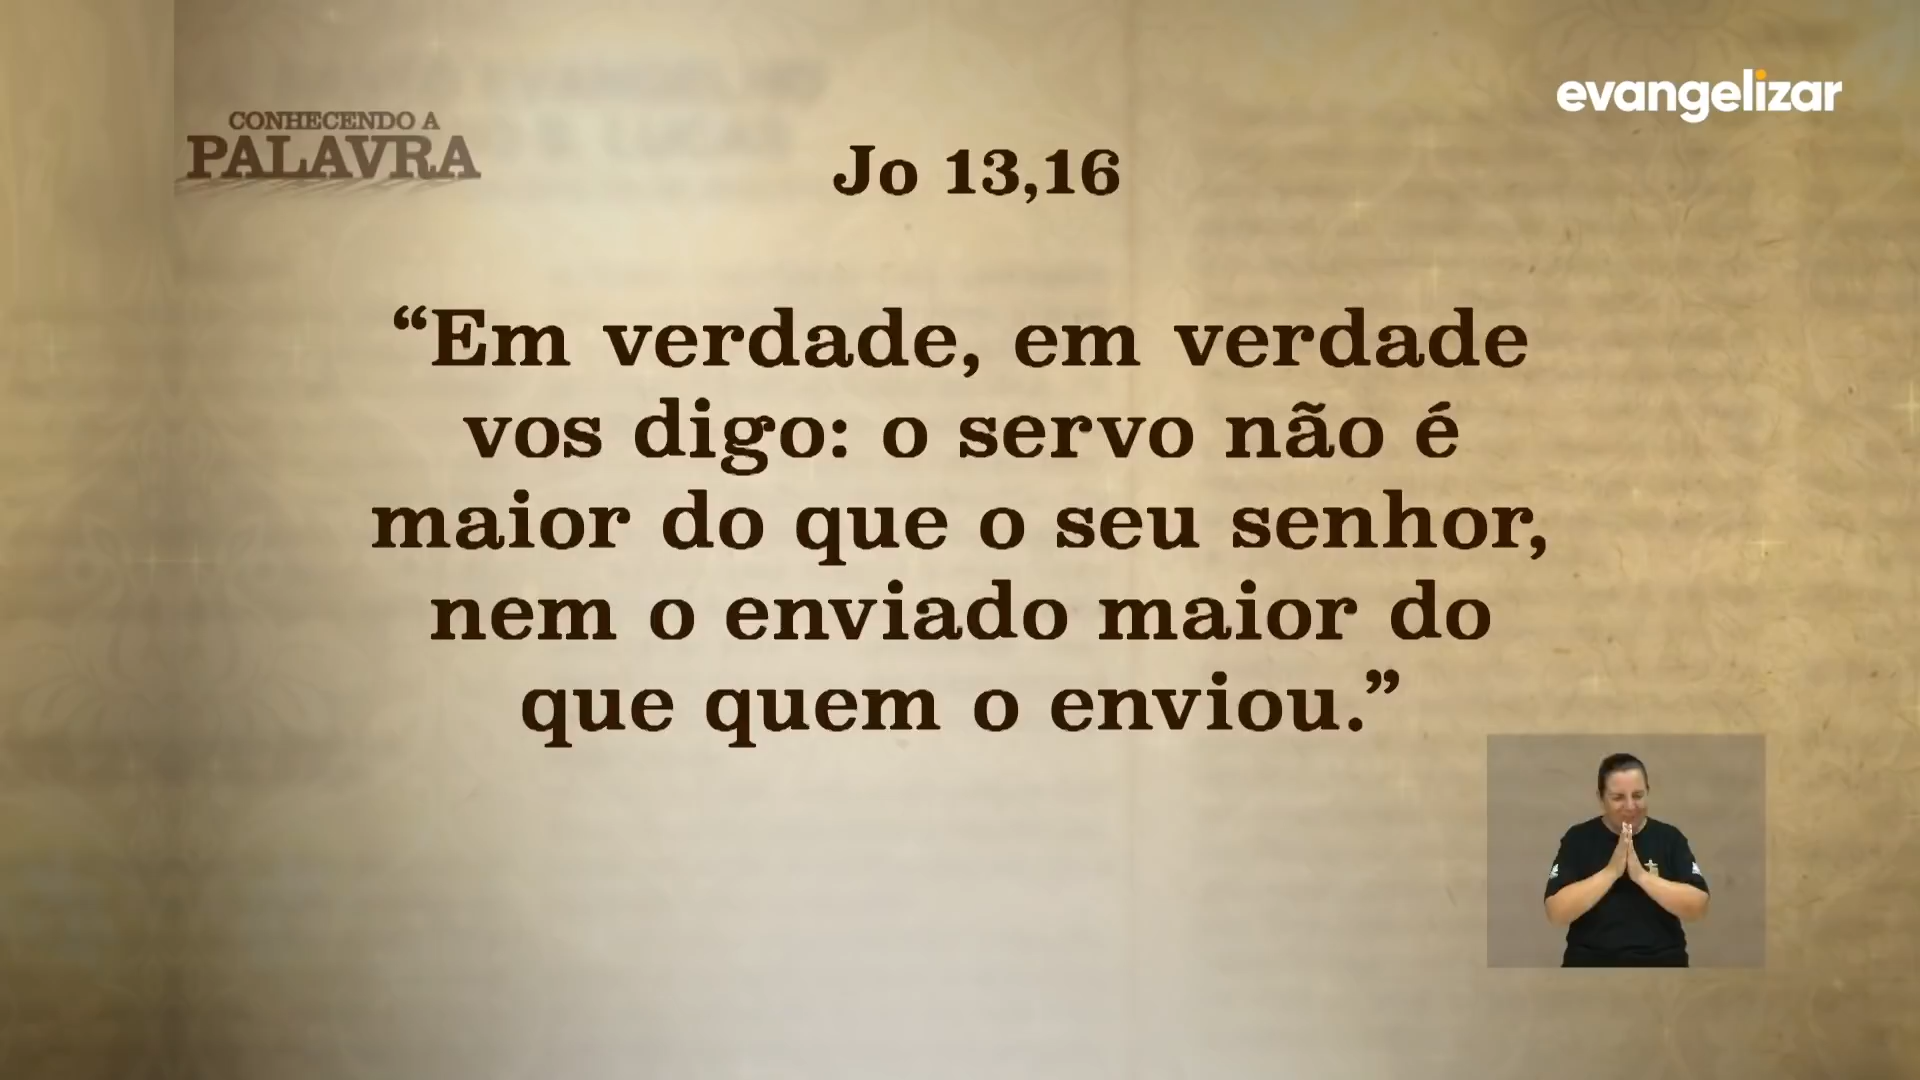 CONHECENDO A
PALAVRA
evangelizar
Jo 13,16
“Em verdade, em verdade
vos digo: o servo não é
maior do que o seu senhor,
nem o enviado maior do
que quem o enviou.”